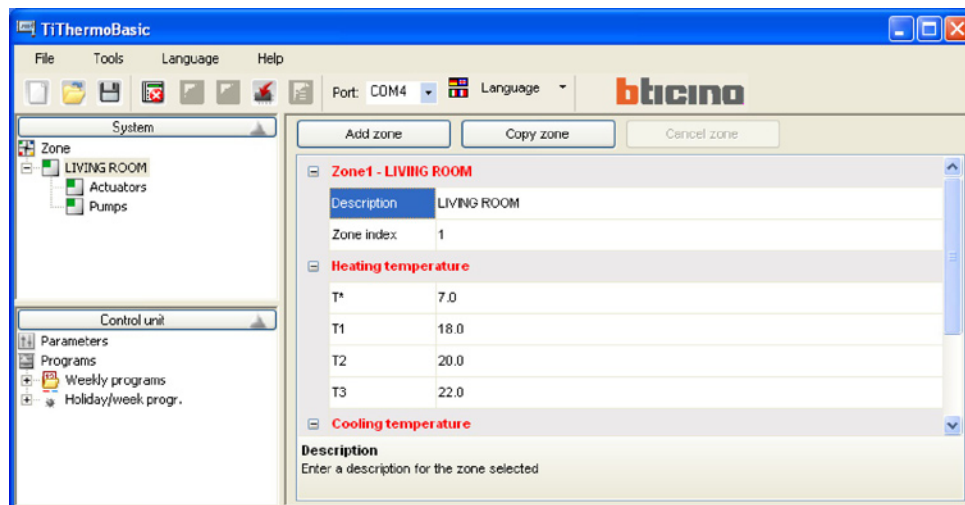 TiThermoBasic
File Tools Language Help
Port: COM4 Language bticino
System
Zone
LIVING ROOM
Actuators
Pumps
Control unit
Parameters
Programs
Weekly programs
Holiday/week progr.
Add zone Copy zone Cancel zone
Zone1 - LIVING ROOM
Description LIVING ROOM
Zone index 1
Heating temperature
T* 7.0
T1 18.0
T2 20.0
T3 22.0
Cooling temperature
Description
Enter a description for the zone selected